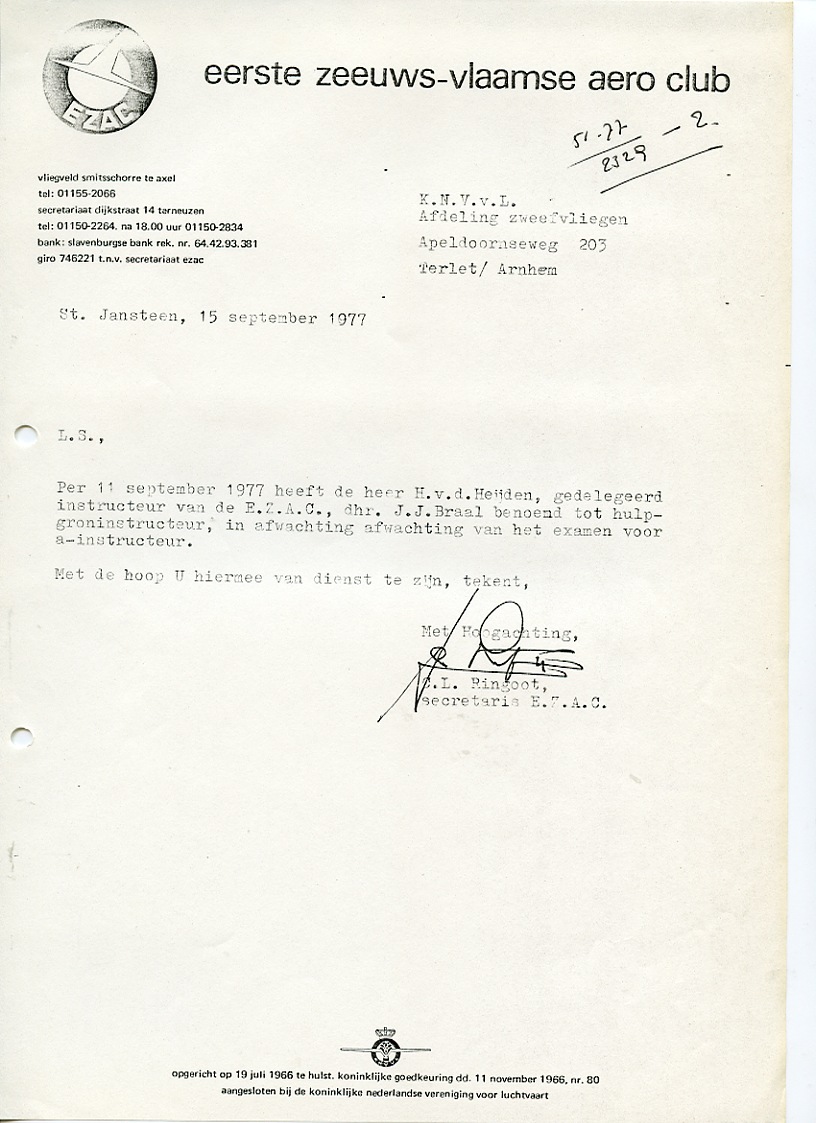 EZAC
eerste zeeuws-vlaamse aero club
51-77 — 2.
2329
vliegveld smitsschorre te axel
tel: 01155-2066
secretariaat dijkstraat 14 terneuzen
tel: 01150-2264. na 18.00 uur 01150-2834
bank: slavenburgse bank rek. nr. 64.42.93.381
giro 746221 t.n.v. secretariaat ezac
K.N.V.v.L.
Afdeling zweefvliegen
Apeldoornseweg 203
Terlet/ Arnhem
St. Jansteen, 15 september 1977
L.S.,
Per 11 september 1977 heeft de heer H.v.d.Heijden, gedelegeerd
instructeur van de E.Z.A.C., dhr. J.J.Braal benoend tot hulp-
groninstructeur, in afwachting afwachting van het examen voor
a-instructeur.
Met de hoop U hiermee van dienst te zijn, tekent,
Met Hoogachting,
C.L. Ringoot,
secretaris E.Z.A.C.
opgericht op 19 juli 1966 te hulst. koninklijke goedkeuring dd. 11 november 1966, nr. 80
aangesloten bij de koninklijke nederlandse vereniging voor luchtvaart